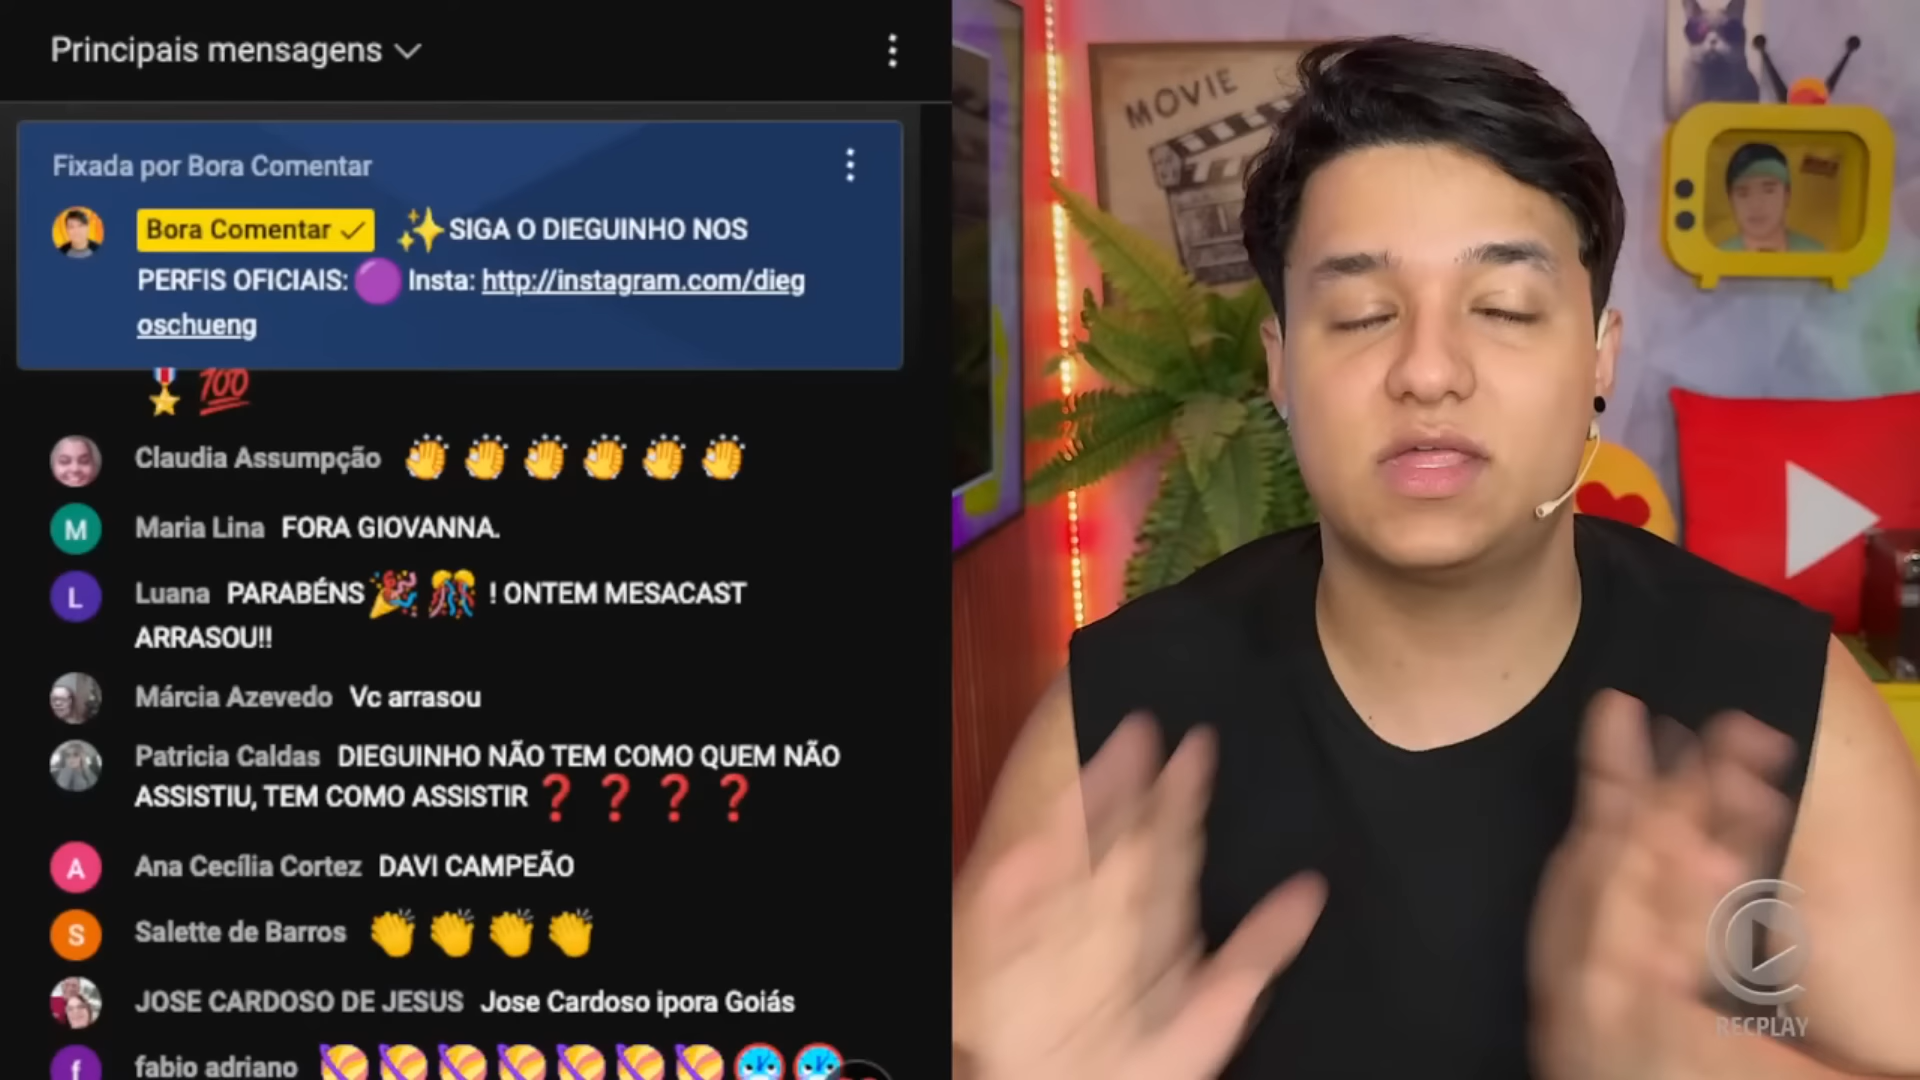 Principais mensagens
Fixada por Bora Comentar
Bora Comentar ✨SIGA O DIEGUINHO NOS
PERFIS OFICIAIS: 🟣 Insta: http://instagram.com/dieg
oschueng
🎖️ 💯
Claudia Assumpção 👏 👏 👏 👏 👏 👏
Maria Lina FORA GIOVANNA.
Luana PARABÉNS 🎉 🎊 ! ONTEM MESACAST
ARRASOU!!
Márcia Azevedo Vc arrasou
Patricia Caldas DIEGUINHO NÃO TEM COMO QUEM NÃO
ASSISTIU, TEM COMO ASSISTIR ❓ ❓ ❓ ❓
Ana Cecília Cortez DAVI CAMPEÃO
Salette de Barros 👏 👏 👏 👏
JOSE CARDOSO DE JESUS Jose Cardoso ipora Goiás
fabio adriano
M
L
A
S
f
MOVIE
RECPLAY